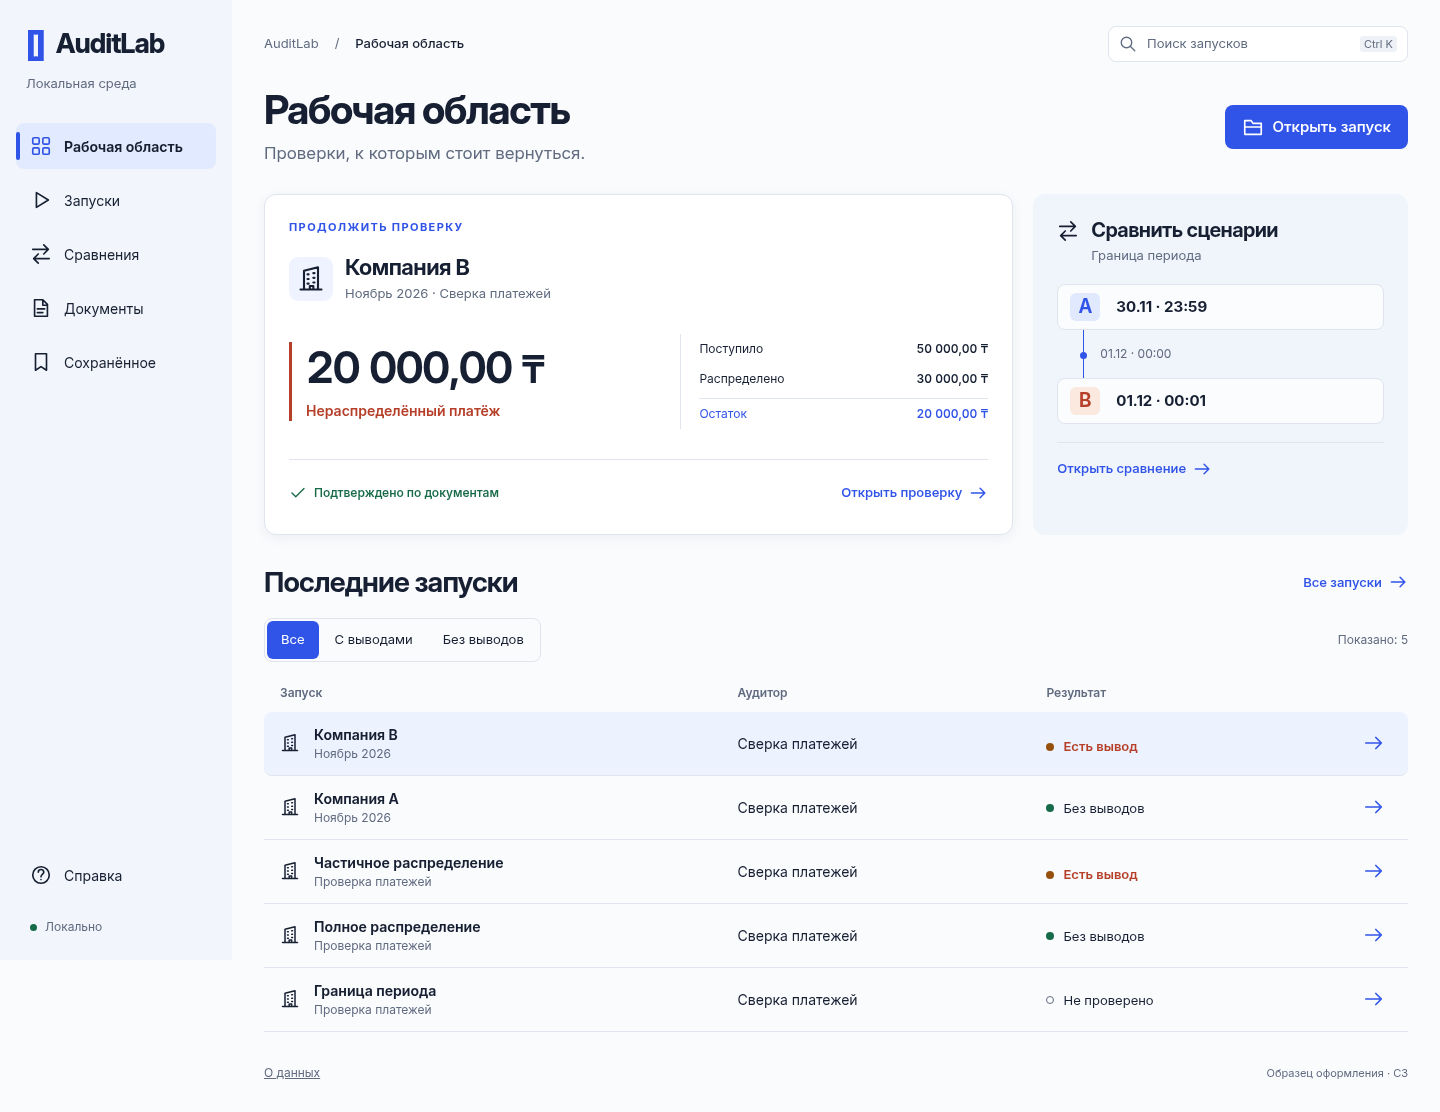 AuditLab
Локальная среда
Рабочая область
Запуски
Сравнения
Документы
Сохранённое
Справка
Локально
AuditLab / Рабочая область
Поиск запусков Ctrl K
Рабочая область
Проверки, к которым стоит вернуться.
Открыть запуск
ПРОДОЛЖИТЬ ПРОВЕРКУ
Компания B
Ноябрь 2026 · Сверка платежей
20 000,00 ₸
Нераспределённый платёж
Поступило 50 000,00 ₸
Распределено 30 000,00 ₸
Остаток 20 000,00 ₸
Подтверждено по документам
Открыть проверку
Сравнить сценарии
Граница периода
A 30.11 · 23:59
01.12 · 00:00
B 01.12 · 00:01
Открыть сравнение
Последние запуски
Все запуски
Все С выводами Без выводов
Показано: 5
Запуск Аудитор Результат
Компания B
Ноябрь 2026
Сверка платежей
Есть вывод
Компания A
Ноябрь 2026
Сверка платежей
Без выводов
Частичное распределение
Проверка платежей
Сверка платежей
Есть вывод
Полное распределение
Проверка платежей
Сверка платежей
Без выводов
Граница периода
Проверка платежей
Сверка платежей
Не проверено
О данных
Образец оформления · C3